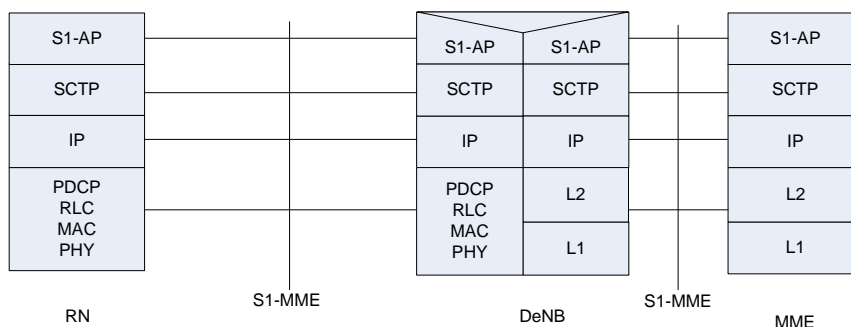 S1-AP
SCTP
IP
PDCP
RLC
MAC
PHY
RN
S1-MME
S1-AP
S1-AP
SCTP
SCTP
IP
IP
PDCP
RLC
MAC
PHY
L2
L1
DeNB
S1-MME
S1-AP
SCTP
IP
L2
L1
MME